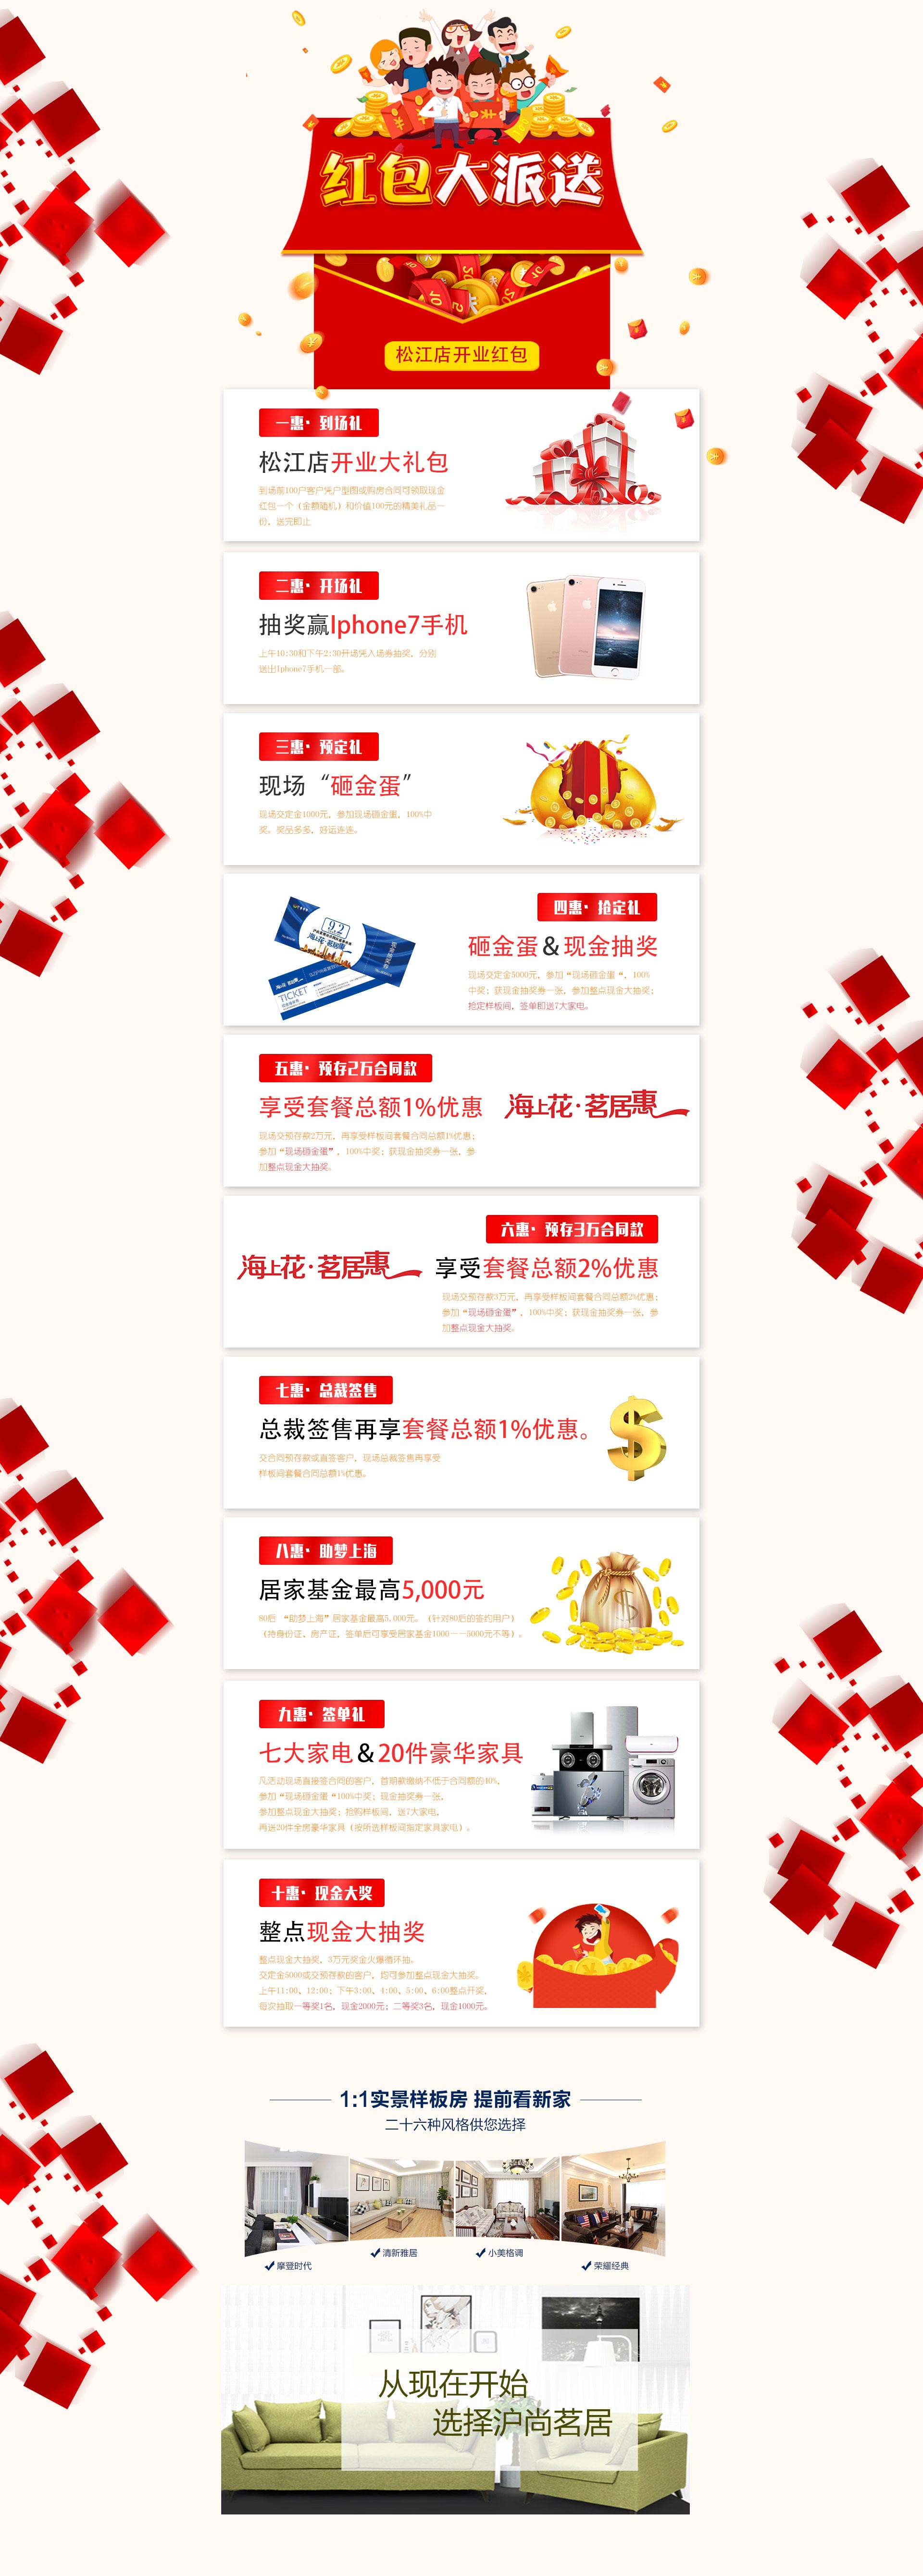 红包大派送
松江店开业红包
一惠·到场礼
松江店开业大礼包
到场前100户客户凭户型图或购房合同可领取现金
红包一个（金额随机）和价值100元的精美礼品一
份，送完即止
二惠·开场礼
抽奖赢Iphone7手机
上午10:30和下午2:30开场凭入场券抽奖，分别
送出Iphone7手机一部。
三惠·预定礼
现场“砸金蛋”
现场交定金1000元，参加现场砸金蛋，100%中
奖。奖品多多，好运连连。
9.2
海上花·茗居惠
TICKET
四惠·抢定礼
砸金蛋&现金抽奖
现场交定金5000元，参加“现场砸金蛋“，100%
中奖；获现金抽奖券一张，参加整点现金大抽奖；
抢定样板间，签单即送7大家电。
五惠·预存2万合同款
享受套餐总额1%优惠
现场交预存款2万元，再享受样板间套餐合同总额1%优惠；
参加“现场砸金蛋”，100%中奖；获现金抽奖券一张，参
加整点现金大抽奖。
海上花·茗居惠
六惠·预存3万合同款
海上花·茗居惠
享受套餐总额2%优惠
现场交预存款3万元，再享受样板间套餐合同总额2%优惠；
参加“现场砸金蛋”，100%中奖；获现金抽奖券一张，参
加整点现金大抽奖。
七惠·总裁签售
总裁签售再享套餐总额1%优惠。
交合同预存款或直签客户，现场总裁签售再享受
样板间套餐合同总额1%优惠。
八惠·助梦上海
居家基金最高5,000元
80后 “助梦上海”居家基金最高5,000元。（针对80后的签约用户）
（持身份证、房产证，签单后可享受居家基金1000——5000元不等）。
九惠·签单礼
七大家电&20件豪华家具
凡活动现场直接签合同的客户，首期款缴纳不低于合同额的40%，
参加“现场砸金蛋“100%中奖；现金抽奖券一张，
参加整点现金大抽奖；抢购样板间，送7大家电，
再送20件全房豪华家具（按所选样板间指定家具家电）。
十惠·现金大奖
整点现金大抽奖
整点现金大抽奖，3万元奖金火爆循环抽。
交定金5000或交预存款的客户，均可参加整点现金大抽奖。
上午11:00、12:00；下午3:00、4:00、5:00、6:00整点开奖，
每次抽取一等奖1名，现金2000元；二等奖3名，现金1000元。
1:1实景样板房 提前看新家
二十六种风格供您选择
摩登时代
清新雅居
小美格调
荣耀经典
从现在开始
选择沪尚茗居